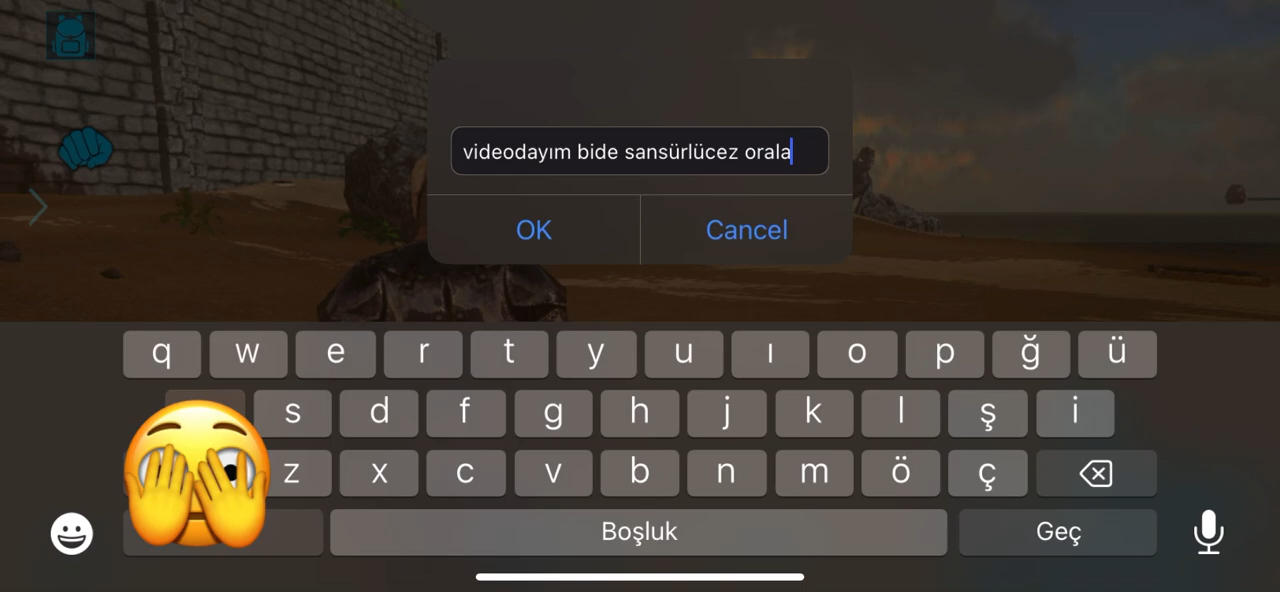 videodayım bide sansürlücez orala
OK
Cancel
q w e r t y u ı o p ğ ü
s d f g h j k l ş i
z x c v b n m ö ç
Boşluk
Geç